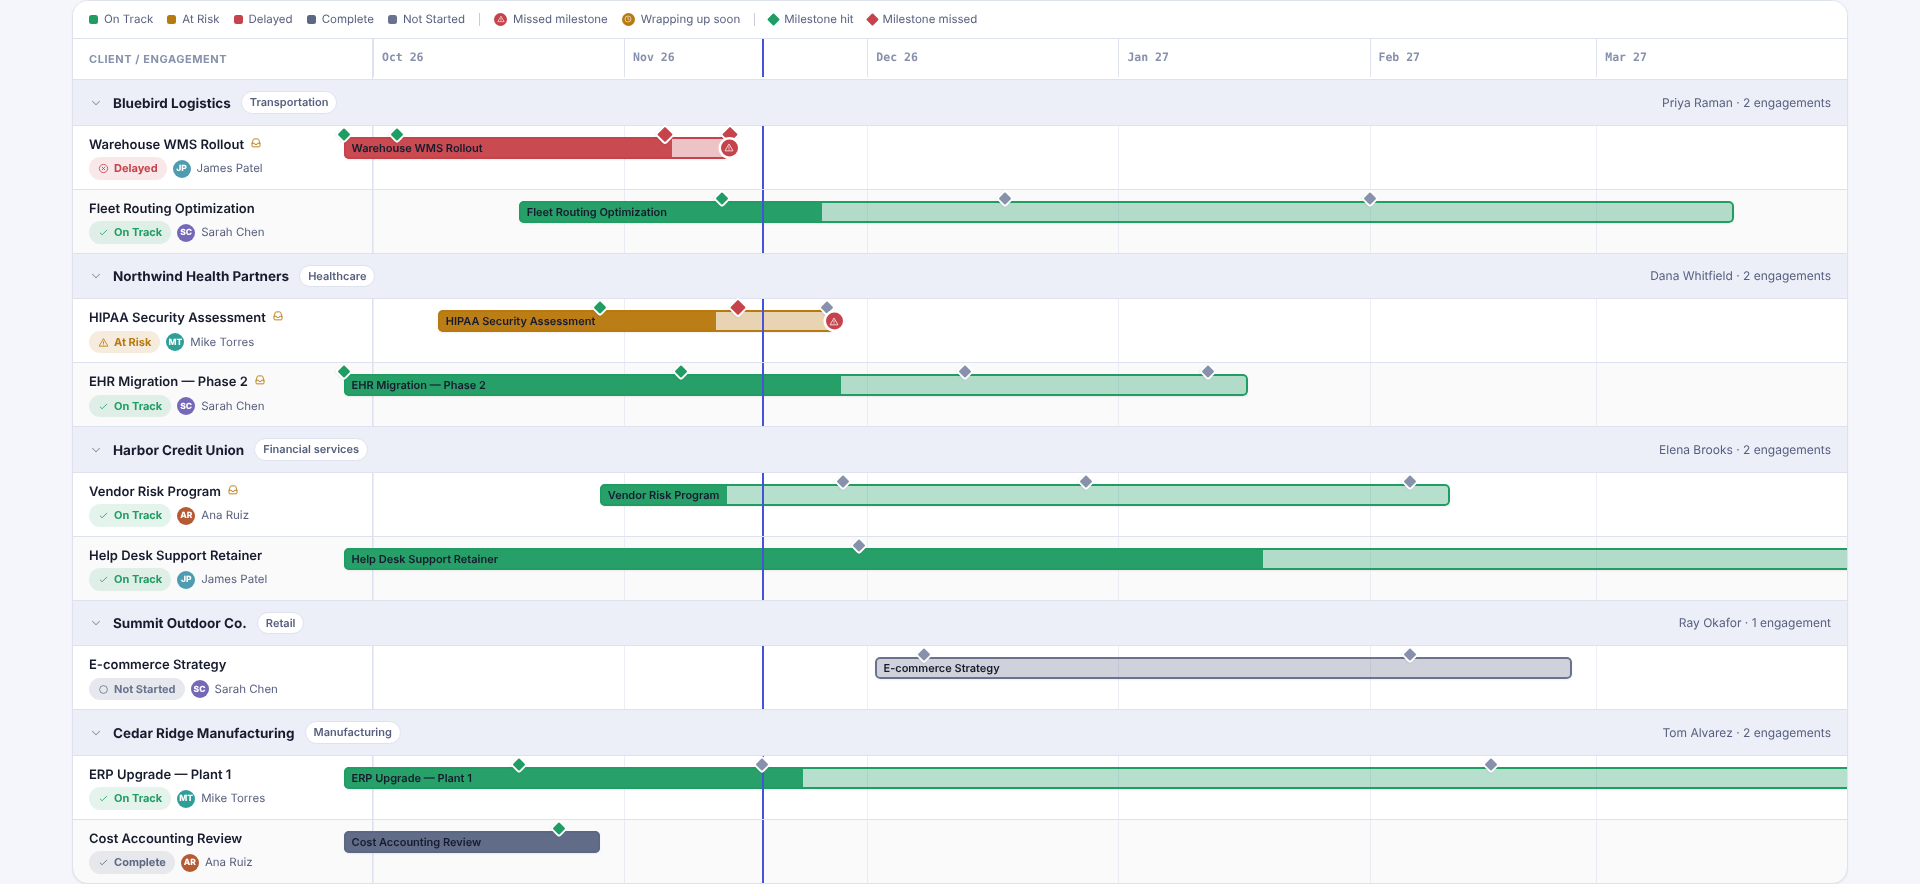 On Track At Risk Delayed Complete Not Started Missed milestone Wrapping up soon Milestone hit Milestone missed
CLIENT / ENGAGEMENT Oct 26 Nov 26 Dec 26 Jan 27 Feb 27 Mar 27
Bluebird Logistics Transportation Priya Raman · 2 engagements
Warehouse WMS Rollout Warehouse WMS Rollout
Delayed JP James Patel
Fleet Routing Optimization Fleet Routing Optimization
On Track SC Sarah Chen
Northwind Health Partners Healthcare Dana Whitfield · 2 engagements
HIPAA Security Assessment HIPAA Security Assessment
At Risk MT Mike Torres
EHR Migration — Phase 2 EHR Migration — Phase 2
On Track SC Sarah Chen
Harbor Credit Union Financial services Elena Brooks · 2 engagements
Vendor Risk Program Vendor Risk Program
On Track AR Ana Ruiz
Help Desk Support Retainer Help Desk Support Retainer
On Track JP James Patel
Summit Outdoor Co. Retail Ray Okafor · 1 engagement
E-commerce Strategy E-commerce Strategy
Not Started SC Sarah Chen
Cedar Ridge Manufacturing Manufacturing Tom Alvarez · 2 engagements
ERP Upgrade — Plant 1 ERP Upgrade — Plant 1
On Track MT Mike Torres
Cost Accounting Review Cost Accounting Review
Complete AR Ana Ruiz